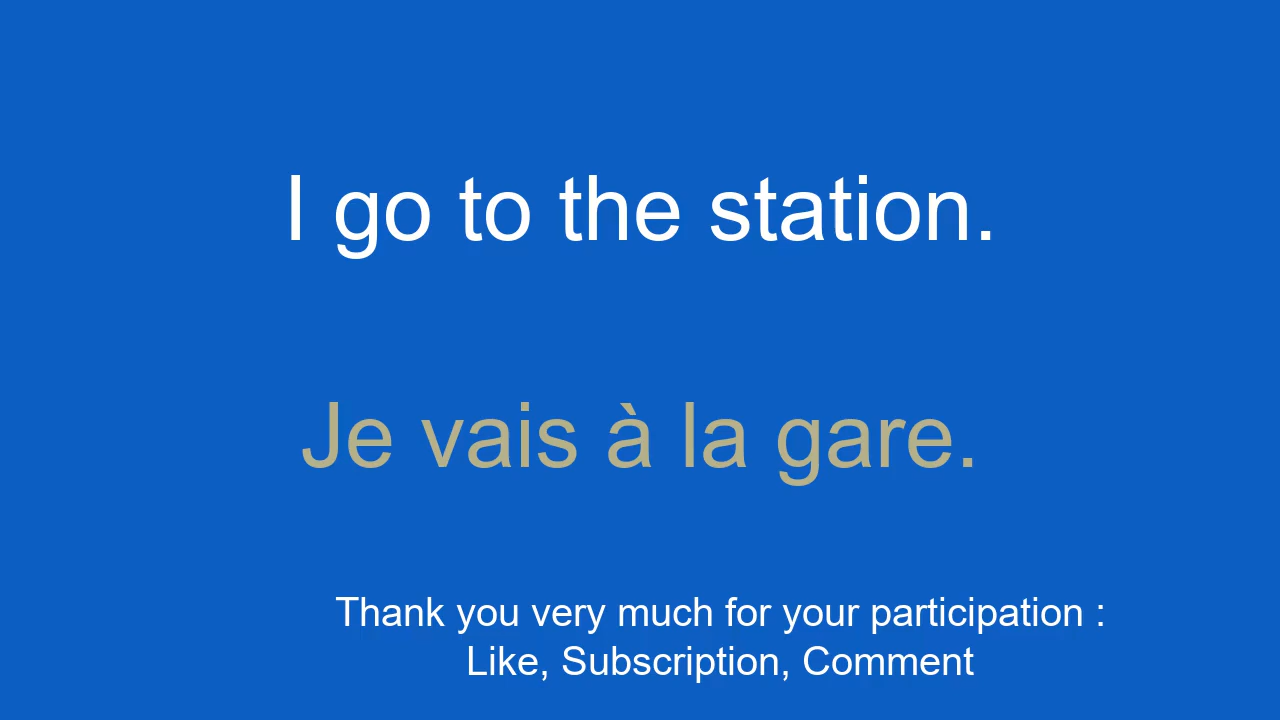 I go to the station.
Je vais à la gare.
Thank you very much for your participation :
Like, Subscription, Comment